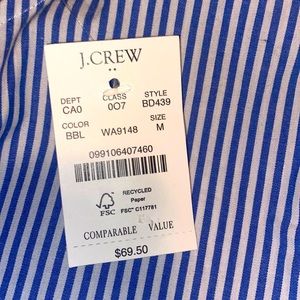 J.CREW
DEPT CLASS STYLE
CA0 007 BD439
COLOR SIZE
BBL WA9148 M
099106407460
RECYCLED
Paper
FSC FSC® C117781
COMPARABLE VALUE
$69.50